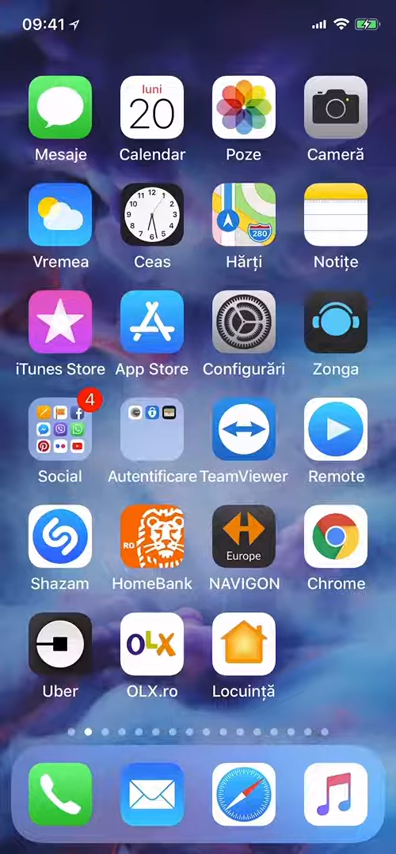 09:41
Mesaje
luni
20
Calendar
Poze
Cameră
Vremea
Ceas
280
Hărți
Notițe
iTunes Store
App Store
Configurări
Zonga
4
Social
Autentificare
TeamViewer
Remote
Shazam
RO
HomeBank
Europe
NAVIGON
Chrome
Uber
OLX
OLX.ro
Locuință